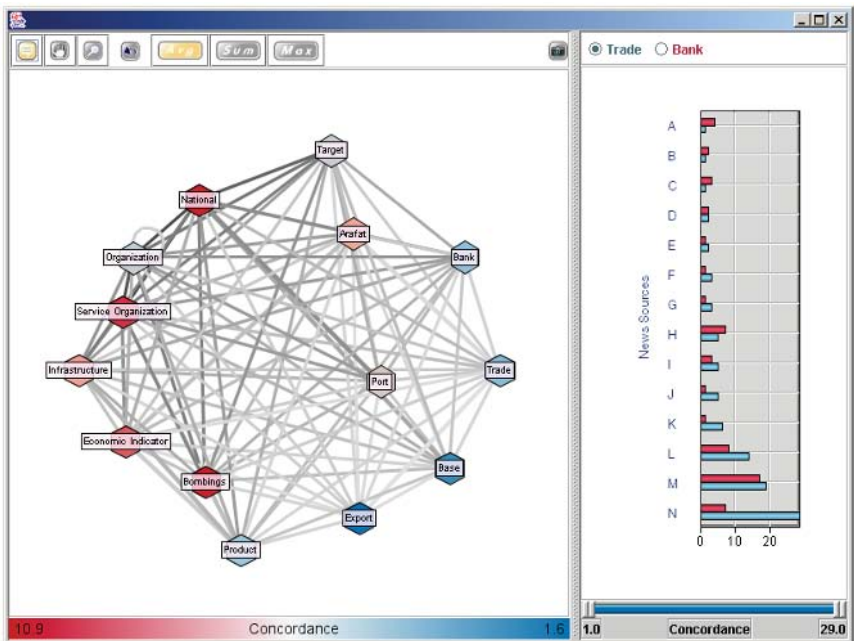 Avg Sum Max
Trade Bank
Target
National
Arafat
Organization
Bank
Service Organization
Infrastructure
Port
Trade
Economic Indicator
Base
Bombings
Export
Product
10.9 Concordance 1.6
News Sources
A
B
C
D
E
F
G
H
I
J
K
L
M
N
0 10 20
1.0 Concordance 29.0